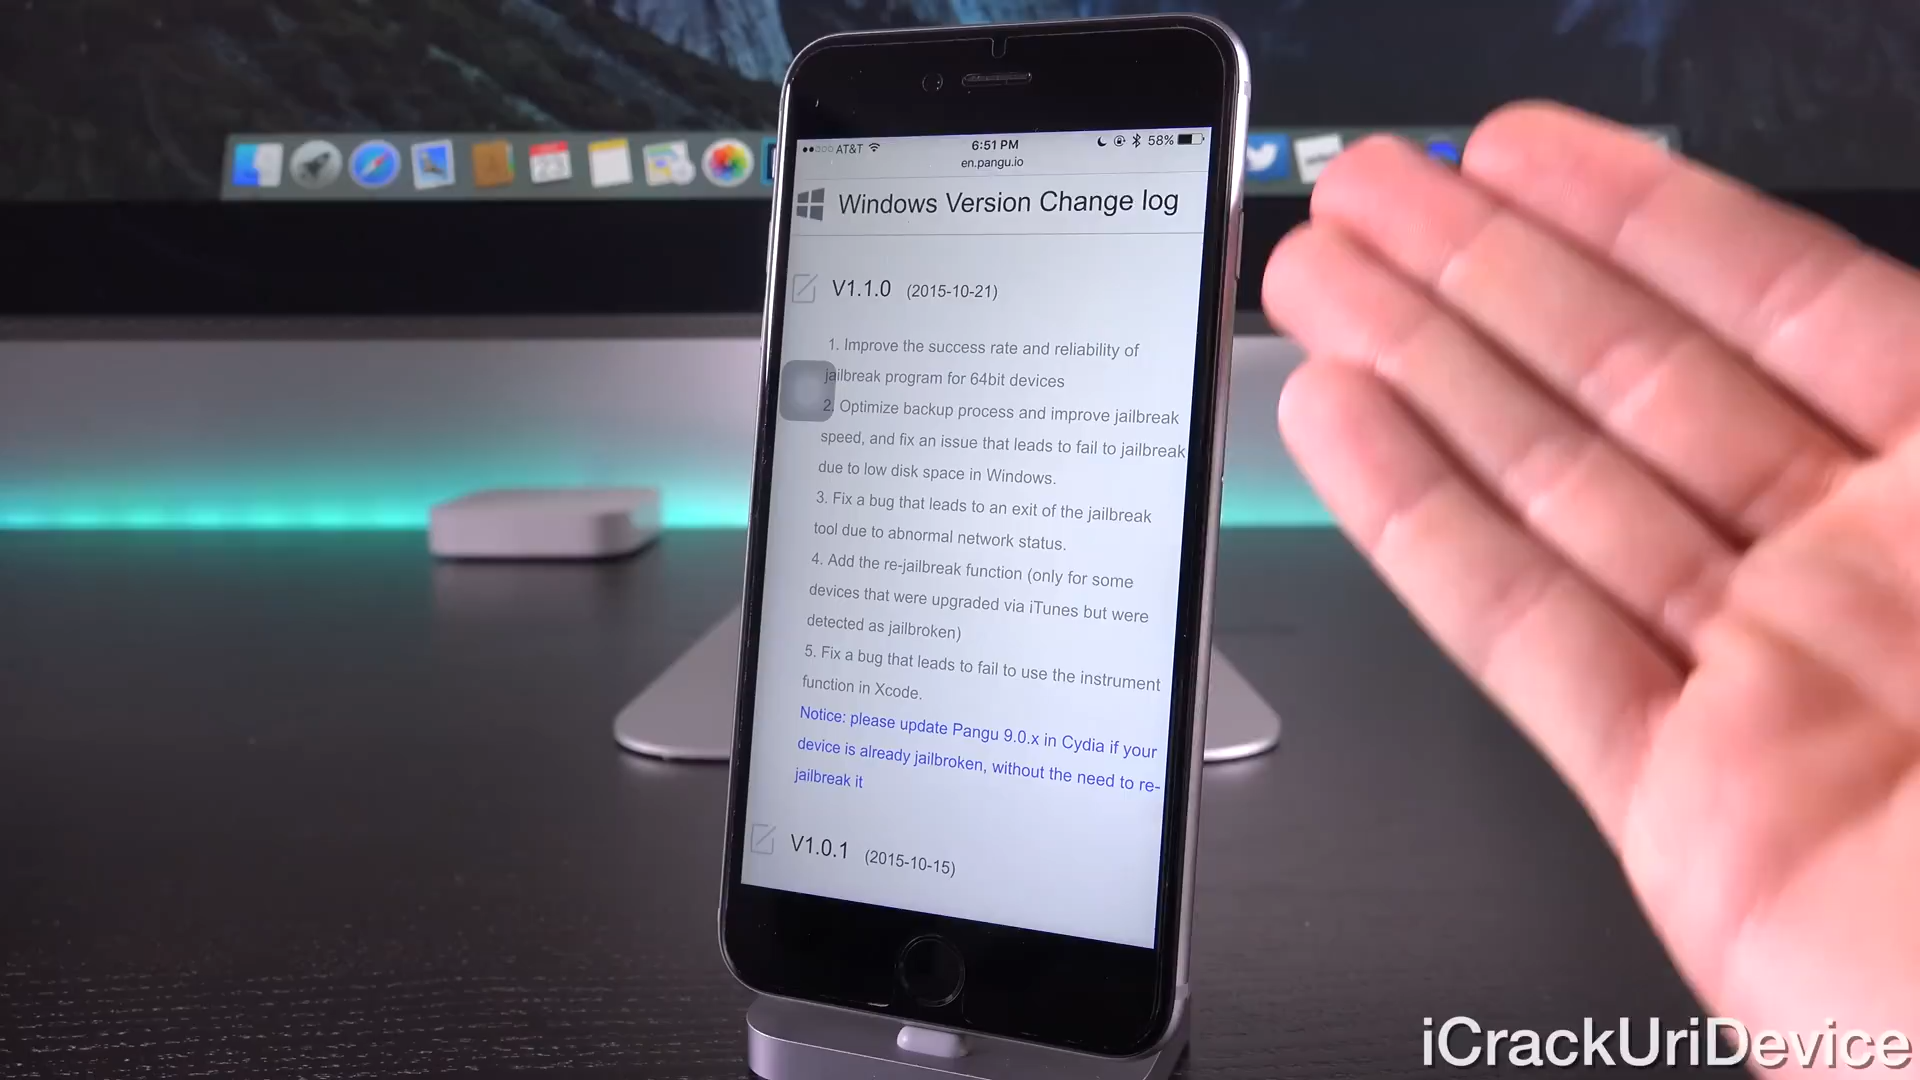 AT&T
6:51 PM
58%
en.pangu.io
Windows Version Change log
V1.1.0 (2015-10-21)
1. Improve the success rate and reliability of
jailbreak program for 64bit devices
2. Optimize backup process and improve jailbreak
speed, and fix an issue that leads to fail to jailbreak
due to low disk space in Windows.
3. Fix a bug that leads to an exit of the jailbreak
tool due to abnormal network status.
4. Add the re-jailbreak function (only for some
devices that were upgraded via iTunes but were
detected as jailbroken)
5. Fix a bug that leads to fail to use the instrument
function in Xcode.
Notice: please update Pangu 9.0.x in Cydia if your
device is already jailbroken, without the need to re-
jailbreak it
V1.0.1 (2015-10-15)
23
iCrackUriDevice